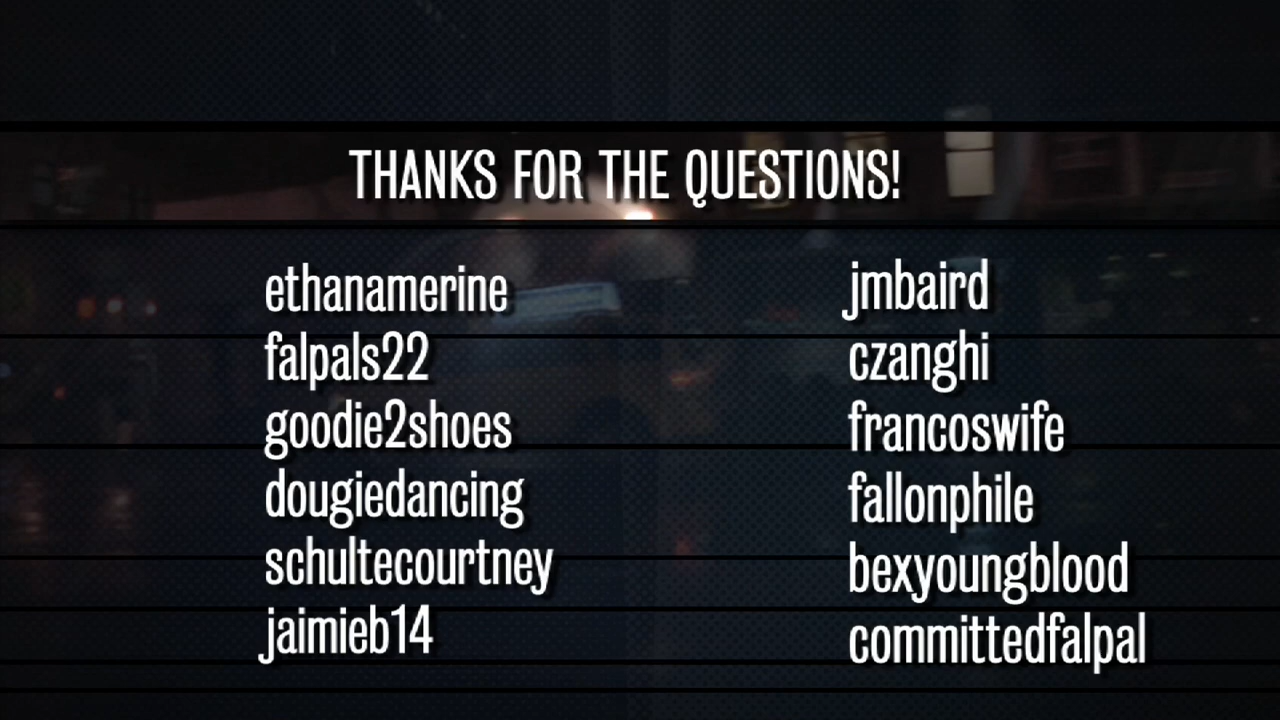 THANKS FOR THE QUESTIONS!
ethanamerine
falpals22
goodie2shoes
dougiedancing
schultecourtney
jaimieb14
jmbaird
czanghi
francoswife
fallonphile
bexyoungblood
committedfalpal